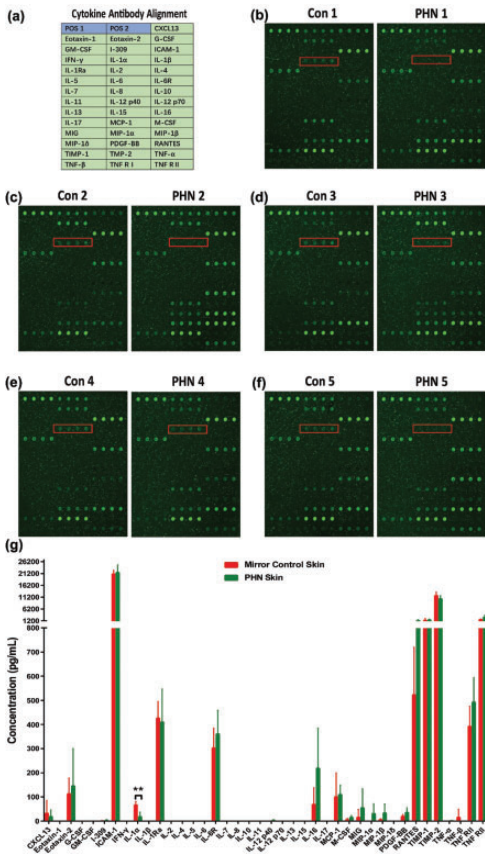 (a) Cytokine Antibody Alignment
POS 1 POS 2 CXCL13
Eotaxin-1 Eotaxin-2 G-CSF
GM-CSF I-309 ICAM-1
IFN-γ IL-1α IL-1β
IL-1Ra IL-2 IL-4
IL-5 IL-6 IL-6R
IL-7 IL-8 IL-10
IL-11 IL-12 p40 IL-12 p70
IL-13 IL-15 IL-16
IL-17 MCP-1 M-CSF
MIG MIP-1α MIP-1β
MIP-1δ PDGF-BB RANTES
TIMP-1 TMP-2 TNF-α
TNF-β TNF R I TNF R II
(b) Con 1 PHN 1
(c) Con 2 PHN 2
(d) Con 3 PHN 3
(e) Con 4 PHN 4
(f) Con 5 PHN 5
(g)
Mirror Control Skin
PHN Skin
Concentration (pg/mL)
26200
21200
16200
11200
6200
1200
800
600
400
300
200
100
0
**
CXCL13
Eotaxin-1
Eotaxin-2
G-CSF
GM-CSF
I-309
ICAM-1
IFN-γ
IL-1α
IL-1β
IL-1Ra
IL-2
IL-4
IL-5
IL-6
IL-6R
IL-7
IL-8
IL-10
IL-11
IL-12 p40
IL-12 p70
IL-13
IL-15
IL-16
IL-17
M-CSF
MIG
MIP-1α
MIP-1β
PDGF-BB
RANTES
TIMP-1
TIMP-2
TNF-β
TNF RI
TNF RII